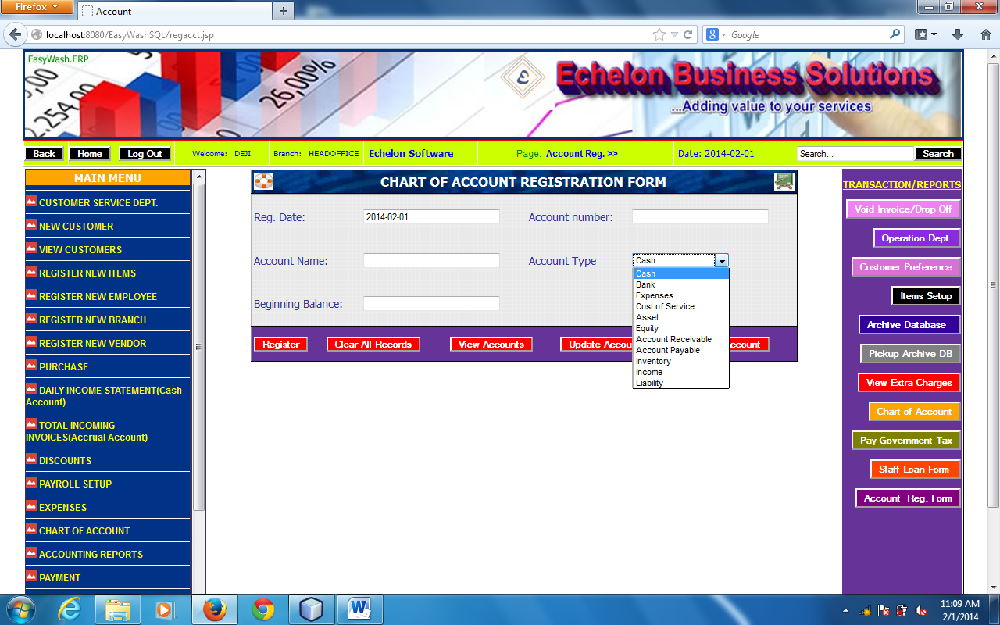 Firefox
Account
localhost:8080/EasyWashSQL/regacct.jsp
Google
EasyWash.ERP
,00
2.254,00
26,00%
Echelon Business Solutions
...Adding value to your services
Back
Home
Log Out
Welcome: DEJI
Branch: HEADOFFICE
Echelon Software
Page: Account Reg. >>
Date: 2014-02-01
Search...
Search
MAIN MENU
CUSTOMER SERVICE DEPT.
NEW CUSTOMER
VIEW CUSTOMERS
REGISTER NEW ITEMS
REGISTER NEW EMPLOYEE
REGISTER NEW BRANCH
REGISTER NEW VENDOR
PURCHASE
DAILY INCOME STATEMENT(Cash
Account)
TOTAL INCOMING
INVOICES(Accrual Account)
DISCOUNTS
PAYROLL SETUP
EXPENSES
CHART OF ACCOUNT
ACCOUNTING REPORTS
PAYMENT
CHART OF ACCOUNT REGISTRATION FORM
Reg. Date:
2014-02-01
Account number:
Account Name:
Account Type
Cash
Cash
Bank
Expenses
Cost of Service
Asset
Equity
Account Receivable
Account Payable
Inventory
Income
Liability
Beginning Balance:
Register
Clear All Records
View Accounts
Update Accou
ccount
TRANSACTION/REPORTS
Void Invoice/Drop Off
Operation Dept.
Customer Preference
Items Setup
Archive Database
Pickup Archive DB
View Extra Charges
Chart of Account
Pay Government Tax
Staff Loan Form
Account Reg. Form
11:09 AM
2/1/2014